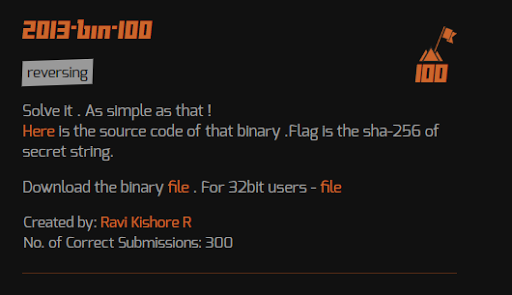 2013-bin-100
reversing
100
Solve it . As simple as that !
Here is the source code of that binary .Flag is the sha-256 of
secret string.
Download the binary file . For 32bit users - file
Created by: Ravi Kishore R
No. of Correct Submissions: 300